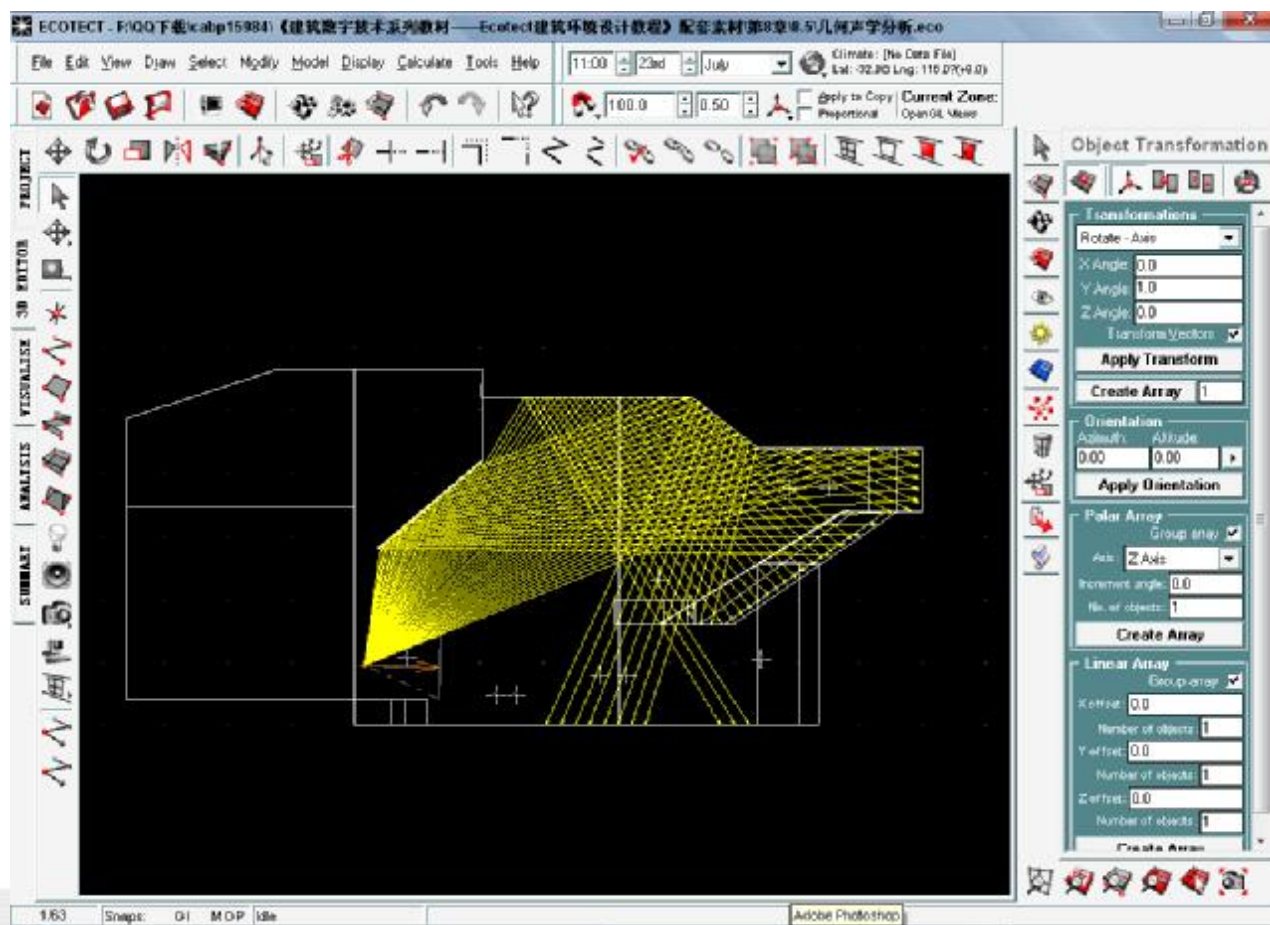 ECOTECT - F:\QQ下载\cabp15984\《建筑数字技术系列教材——Ecotect建筑环境设计教程》配套素材\第8章\8.5\几何声学分析.eco
File Edit View Draw Select Modify Model Display Calculate Tools Help
11:00 23rd July
Climate: [No Data File]
100.0 0.50
Apply to Copy
Proportional
Current Zone:
OpenGL Views
PROJECT
3D EDITOR
VISUALISE
ANALYSIS
SUMMARY
Object Transformation
Transformations
Rotate - Axis
X Angle: 0.0
Y Angle: 1.0
Z Angle: 0.0
Transform Vectors
Apply Transform
Create Array 1
Orientation
Azimuth: Altitude:
0.00 0.00
Apply Orientation
Polar Array
Group array
Axis: Z Axis
Increment angle: 0.0
No. of objects: 1
Create Array
Linear Array
Group array
X offset: 0.0
Number of objects: 1
Y offset: 0.0
Number of objects: 1
Z offset: 0.0
Number of objects: 1
Create Array
1.63 Snaps: GI M O P Idle
Adobe Photoshop